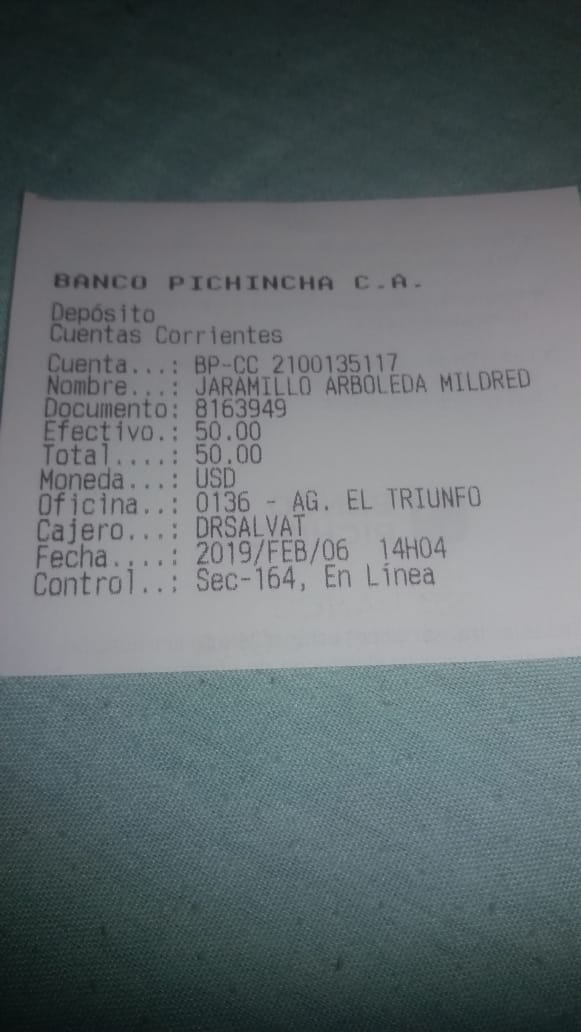 BANCO PICHINCHA C.A.
Depósito
Cuentas Corrientes
Cuenta...: BP-CC 2100135117
Nombre...: JARAMILLO ARBOLEDA MILDRED
Documento: 8163949
Efectivo.: 50.00
Total....: 50.00
Moneda...: USD
Oficina..: 0136 - AG. EL TRIUNFO
Cajero...: DRSALVAT
Fecha....: 2019/FEB/06 14H04
Control..: Sec-164, En Línea